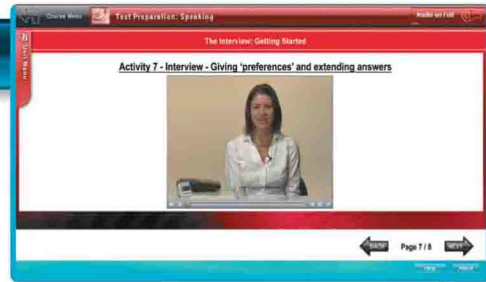 Course Menu
Test Preparation: Speaking
Audio on Full
The Interview: Getting Started
Unit Menu
Activity 7 - Interview - Giving ‘preferences’ and extending answers
BACK
Page 7 / 8
NEXT